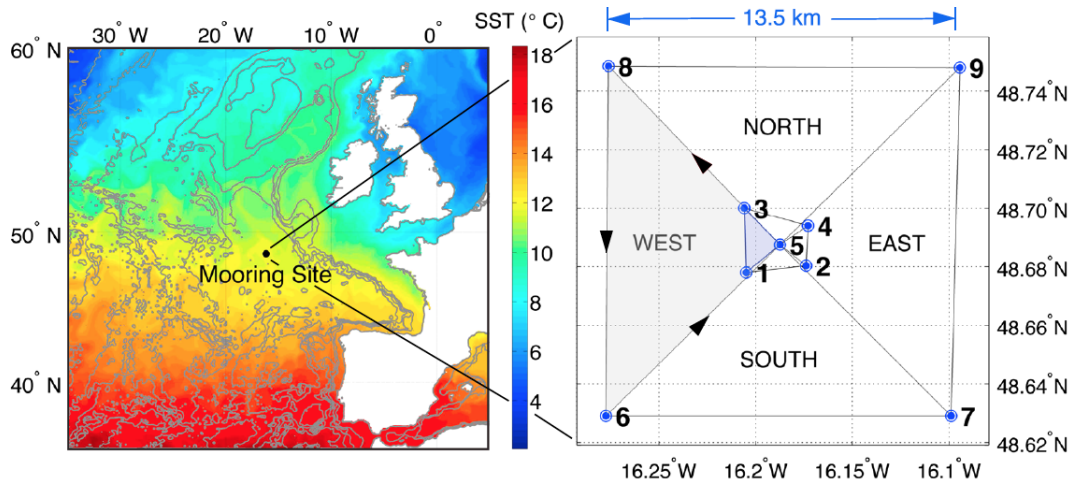 30° W 20° W 10° W 0° SST (° C)
60° N
50° N
40° N
Mooring Site
18
16
14
12
10
8
6
4
13.5 km
8 9
NORTH
3
4
WEST 5 EAST
1 2
SOUTH
6 7
48.74°N
48.72°N
48.70°N
48.68°N
48.66°N
48.64°N
48.62°N
16.25°W 16.2°W 16.15°W 16.1°W